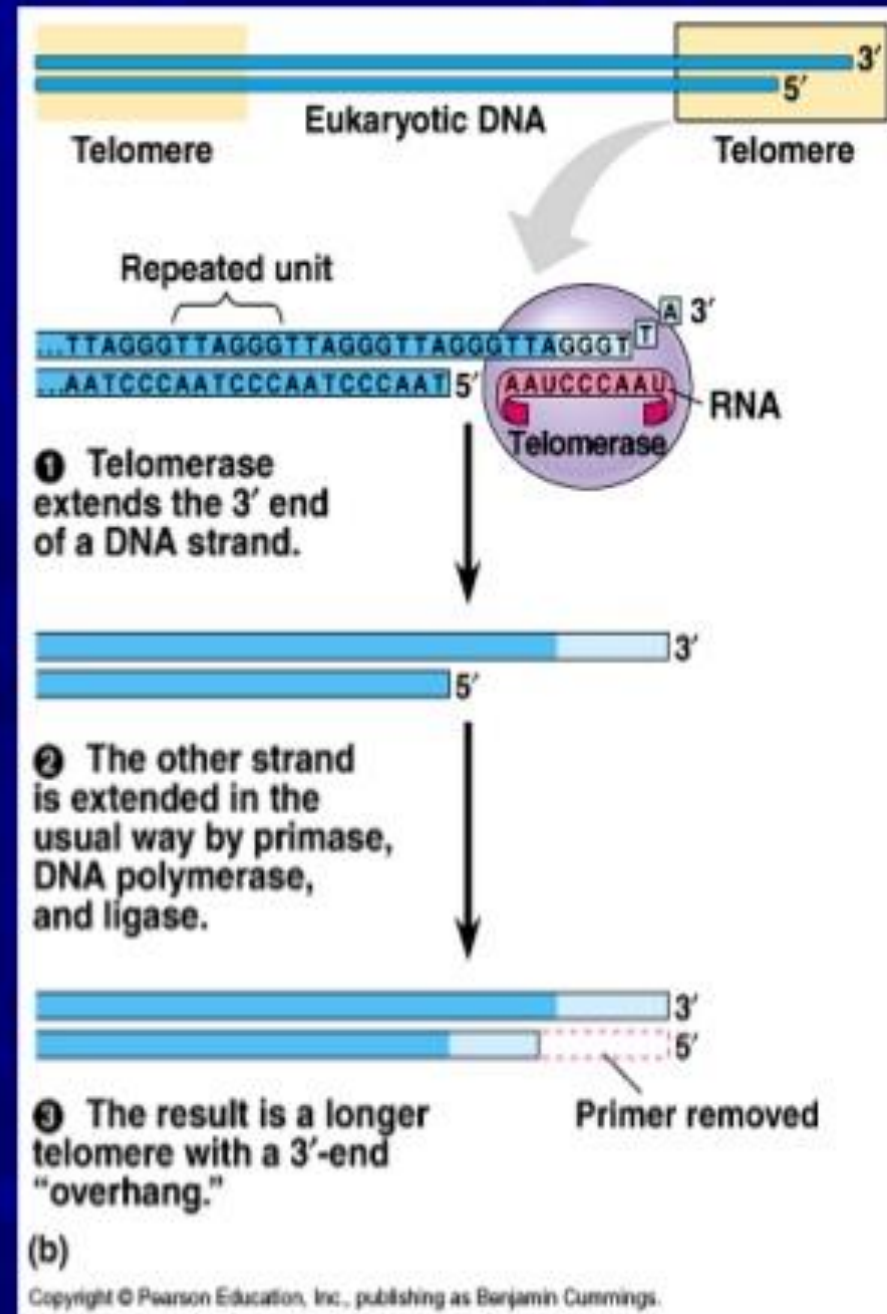 3′
5′
Eukaryotic DNA
Telomere
Telomere
Repeated unit
A 3′
T
...TTAGGGTTAGGGTTAGGGTTAGGGTTAGGGT
...AATCCCAATCCCAATCCCAAT 5′
AAUCCCAAU
RNA
Telomerase
❶ Telomerase
extends the 3′ end
of a DNA strand.
3′
5′
❷ The other strand
is extended in the
usual way by primase,
DNA polymerase,
and ligase.
3′
5′
Primer removed
❸ The result is a longer
telomere with a 3′-end
“overhang.”
(b)
Copyright © Pearson Education, Inc., publishing as Benjamin Cummings.